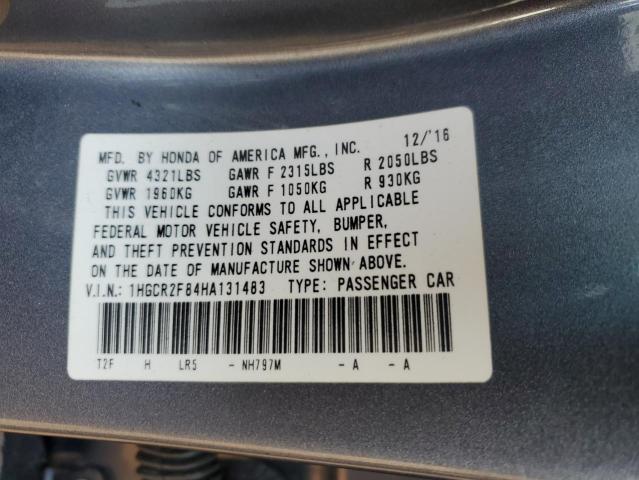 MFD. BY HONDA OF AMERICA MFG., INC. 12/'16
GVWR 4321LBS GAWR F 2315LBS R 2050LBS
GVWR 1960KG GAWR F 1050KG R 930KG
THIS VEHICLE CONFORMS TO ALL APPLICABLE
FEDERAL MOTOR VEHICLE SAFETY, BUMPER,
AND THEFT PREVENTION STANDARDS IN EFFECT
ON THE DATE OF MANUFACTURE SHOWN ABOVE.
V.I.N.: 1HGCR2F84HA131483 TYPE: PASSENGER CAR
T2F H LR5 - NH797M - A - A